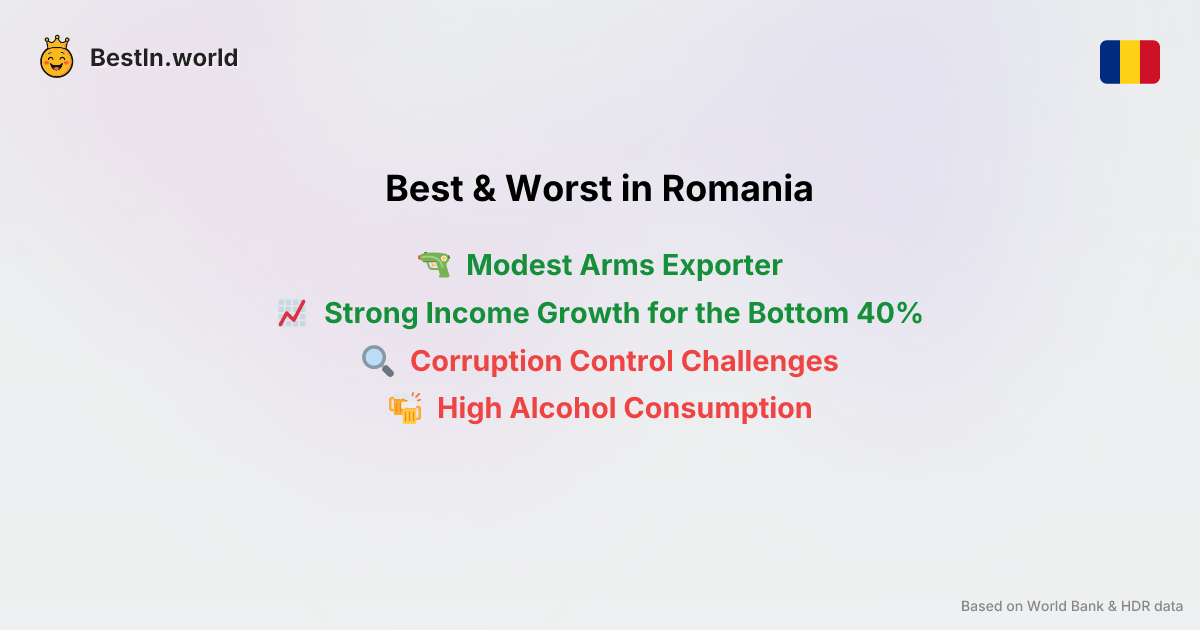 BestIn.world
Best & Worst in Romania
Modest Arms Exporter
Strong Income Growth for the Bottom 40%
Corruption Control Challenges
High Alcohol Consumption
Based on World Bank & HDR data